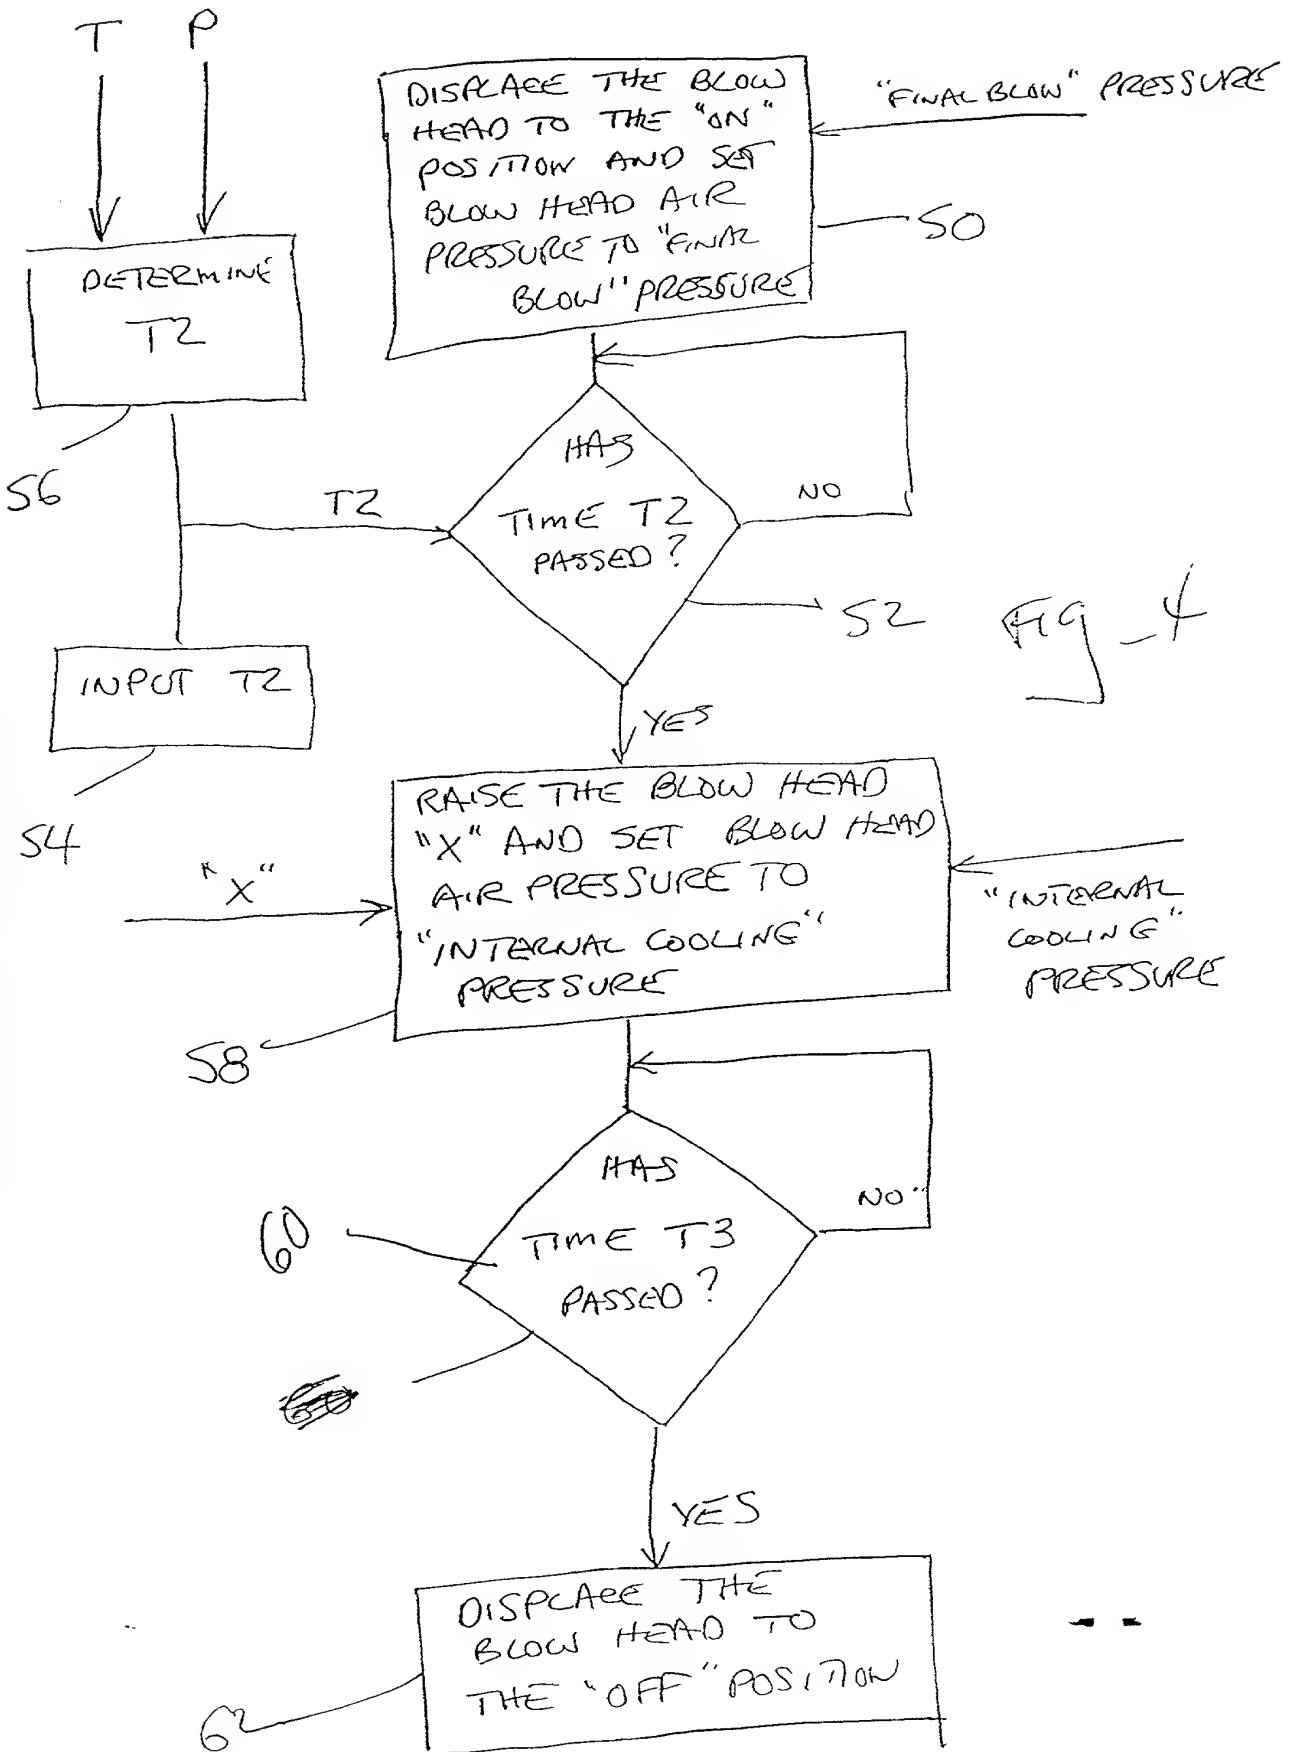 T P
DISPLACE THE BLOW
HEAD TO THE "ON"
POSITION AND SET
BLOW HEAD AIR
PRESSURE TO "FINAL
BLOW" PRESSURE
"FINAL BLOW" PRESSURE
50
DETERMINE
T2
56
T2
HAS
TIME T2
PASSED?
NO
52
Fig_4
INPUT T2
54
YES
RAISE THE BLOW HEAD
"X" AND SET BLOW HEAD
AIR PRESSURE TO
"INTERNAL COOLING"
PRESSURE
"X"
"INTERNAL
COOLING"
PRESSURE
58
HAS
TIME T3
PASSED?
NO
60
YES
DISPLACE THE
BLOW HEAD TO
THE "OFF" POSITION
62